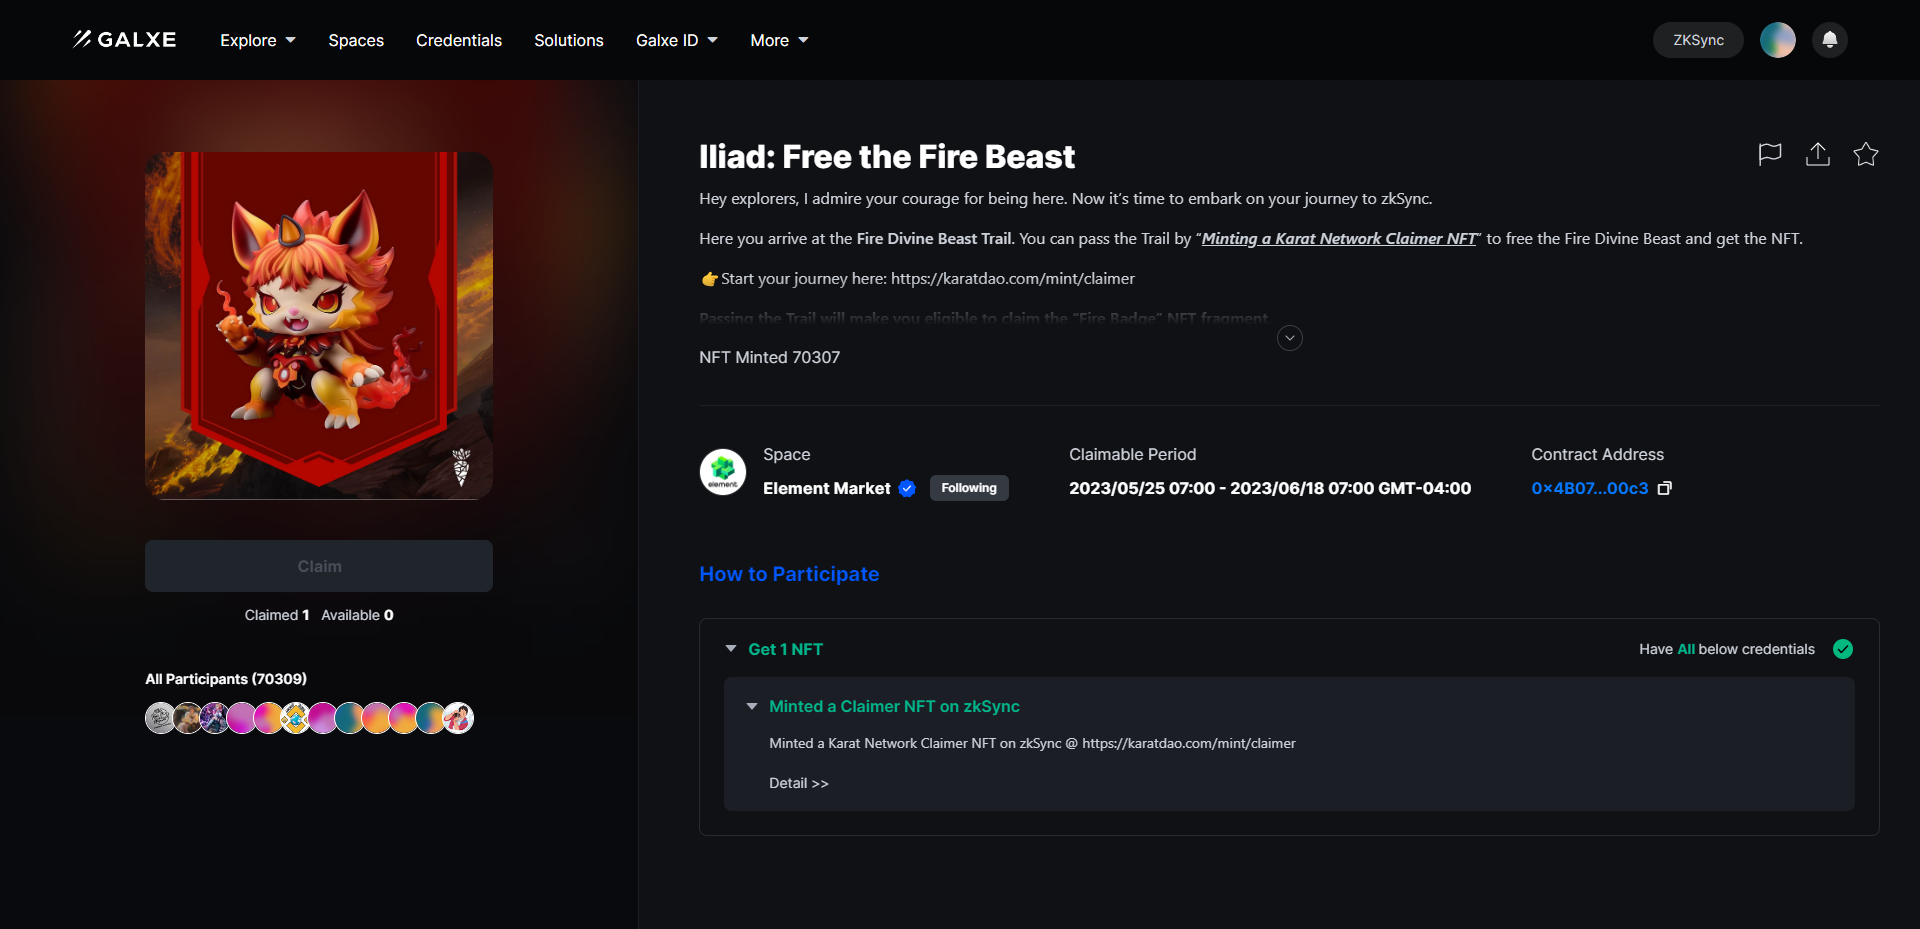 GALXE
Explore
Spaces
Credentials
Solutions
Galxe ID
More
ZKSync
Claim
Claimed 1 Available 0
All Participants (70309)
Iliad: Free the Fire Beast
Hey explorers, I admire your courage for being here. Now it’s time to embark on your journey to zkSync.
Here you arrive at the Fire Divine Beast Trail. You can pass the Trail by “Minting a Karat Network Claimer NFT” to free the Fire Divine Beast and get the NFT.
👉Start your journey here: https://karatdao.com/mint/claimer
Passing the Trail will make you eligible to claim the “Fire Badge” NFT fragment.
NFT Minted 70307
element
Space
Element Market
Following
Claimable Period
2023/05/25 07:00 - 2023/06/18 07:00 GMT-04:00
Contract Address
0x4B07...00c3
How to Participate
Get 1 NFT
Have All below credentials
Minted a Claimer NFT on zkSync
Minted a Karat Network Claimer NFT on zkSync @ https://karatdao.com/mint/claimer
Detail >>